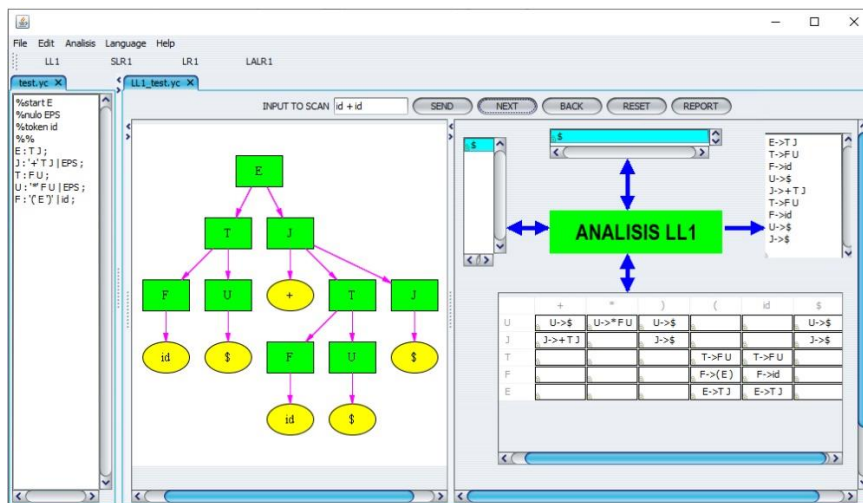 File Edit Analisis Language Help
LL1 SLR1 LR1 LALR1
test.yc
%start E
%nulo EPS
%token id
%%
E : T J ;
J : '+' T J | EPS ;
T : F U ;
U : '*' F U | EPS ;
F : '(' E ')' | id ;
LL1_test.yc
INPUT TO SCAN id + id SEND NEXT BACK RESET REPORT
E
T J
F U + T J
id $ F U $
id $
$
$
ANALISIS LL1
E->T J
T->F U
F->id
U->$
J->+ T J
T->F U
F->id
U->$
J->$
+ * ) ( id $
U U->$ U->* F U U->$ U->$
J J->+ T J J->$ J->$
T T->F U T->F U
F F->( E ) F->id
E E->T J E->T J